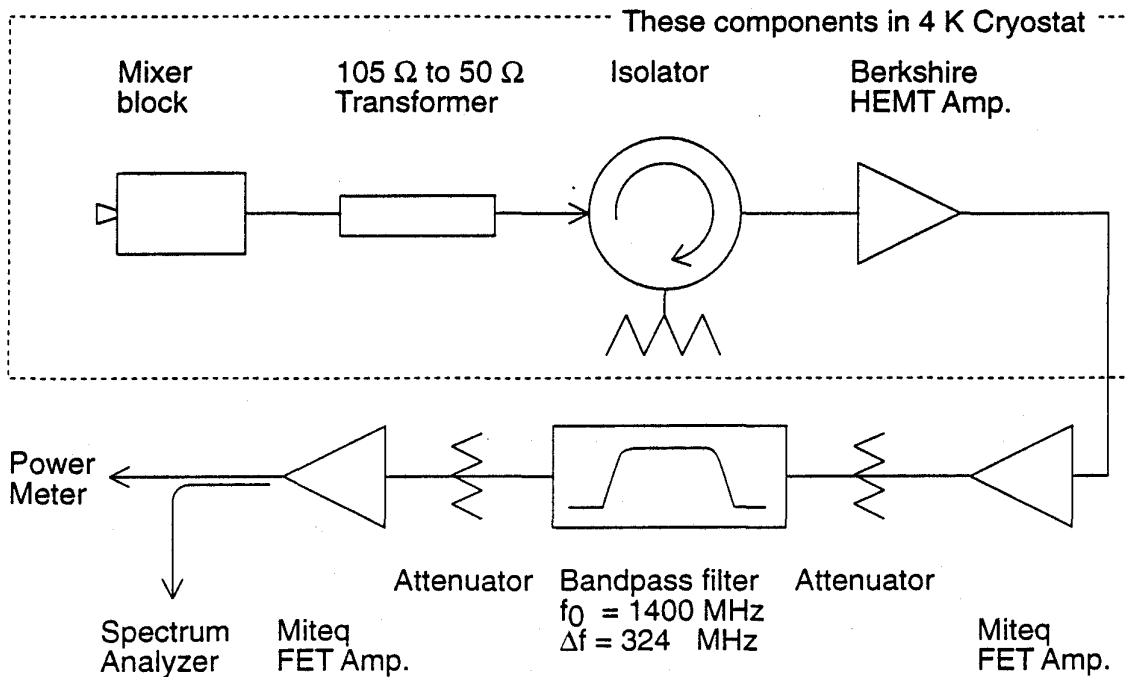 These components in 4 K Cryostat
Mixer
block
105 Ω to 50 Ω
Transformer
Isolator
Berkshire
HEMT Amp.
Power
Meter
Attenuator
Bandpass filter
f0 = 1400 MHz
Δf = 324 MHz
Attenuator
Spectrum
Analyzer
Miteq
FET Amp.
Miteq
FET Amp.